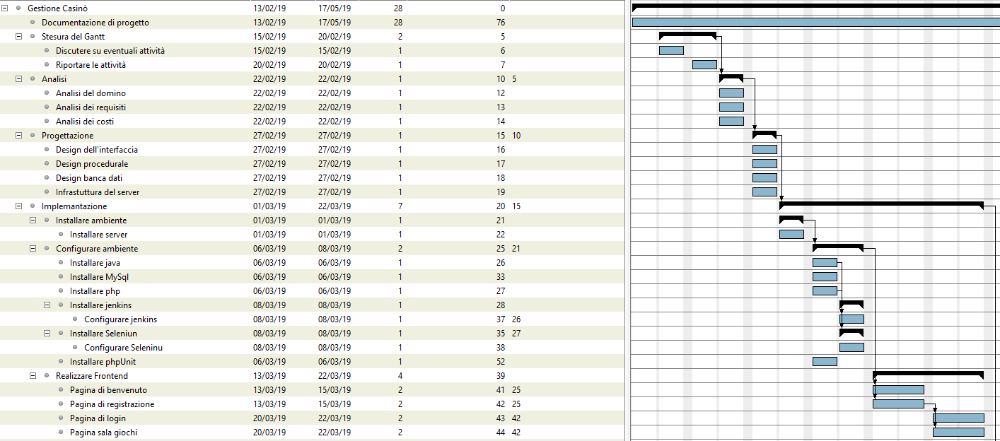 Gestione Casinò 13/02/19 17/05/19 28 0
Documentazione di progetto 13/02/19 17/05/19 28 76
Stesura del Gantt 15/02/19 20/02/19 2 5
Discutere su eventuali attività 15/02/19 15/02/19 1 6
Riportare le attività 20/02/19 20/02/19 1 7
Analisi 22/02/19 22/02/19 1 10 5
Analisi del domino 22/02/19 22/02/19 1 12
Analisi dei requisiti 22/02/19 22/02/19 1 13
Analisi dei costi 22/02/19 22/02/19 1 14
Progettazione 27/02/19 27/02/19 1 15 10
Design dell'interfaccia 27/02/19 27/02/19 1 16
Design procedurale 27/02/19 27/02/19 1 17
Design banca dati 27/02/19 27/02/19 1 18
Infrastuttura del server 27/02/19 27/02/19 1 19
Implemantazione 01/03/19 22/03/19 7 20 15
Installare ambiente 01/03/19 01/03/19 1 21
Installare server 01/03/19 01/03/19 1 22
Configurare ambiente 06/03/19 08/03/19 2 25 21
Installare java 06/03/19 06/03/19 1 26
Installare MySql 06/03/19 06/03/19 1 33
Installare php 06/03/19 06/03/19 1 27
Installare jenkins 08/03/19 08/03/19 1 28
Configurare jenkins 08/03/19 08/03/19 1 37 26
Installare Seleniun 08/03/19 08/03/19 1 35 27
Configurare Seleninu 08/03/19 08/03/19 1 38
Installare phpUnit 06/03/19 06/03/19 1 52
Realizzare Frontend 13/03/19 22/03/19 4 39
Pagina di benvenuto 13/03/19 15/03/19 2 41 25
Pagina di registrazione 13/03/19 15/03/19 2 42 25
Pagina di login 20/03/19 22/03/19 2 43 42
Pagina sala giochi 20/03/19 22/03/19 2 44 42